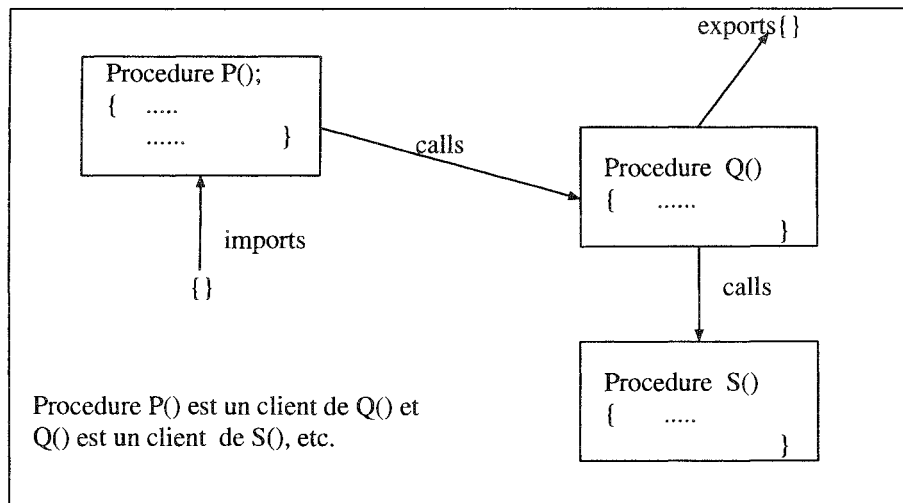 exports{}
Procedure P();
{ .....
...... }
calls
Procedure Q()
{ ......
}
imports
{}
calls
Procedure S()
{ .....
}
Procedure P() est un client de Q() et
Q() est un client de S(), etc.